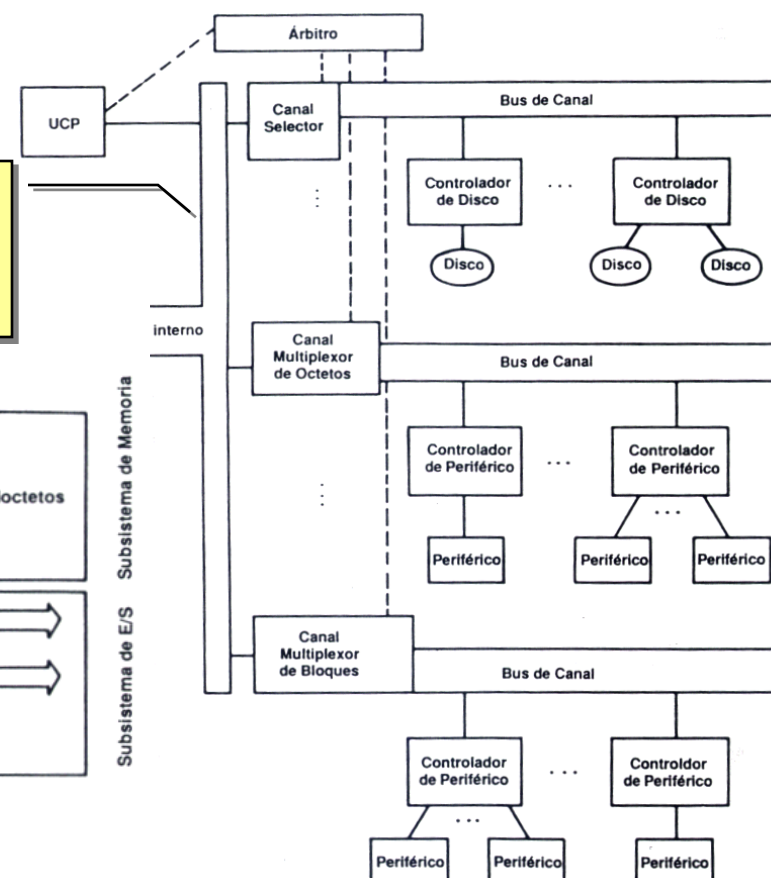 Árbitro
UCP
Canal
Selector
Bus de Canal
Controlador
de Disco
...
Controlador
de Disco
Disco
Disco
Disco
interno
Canal
Multiplexor
de Octetos
Bus de Canal
Controlador
de Periférico
...
Controlador
de Periférico
...
Periférico
Periférico
Periférico
octetos
Subsistema de Memoria
Subsistema de E/S
Canal
Multiplexor
de Bloques
Bus de Canal
Controlador
de Periférico
...
Controldor
de Periférico
...
Periférico
Periférico
Periférico